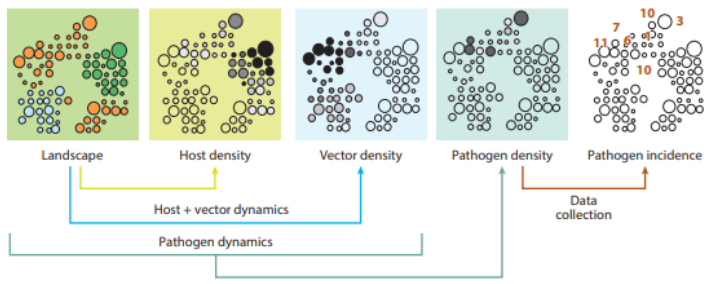 10
7
3
1
11
6
10
Landscape
Host density
Vector density
Pathogen density
Pathogen incidence
Host + vector dynamics
Data
collection
Pathogen dynamics